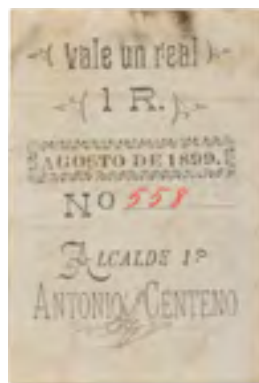 vale un real
1 R.
AGOSTO DE 1899.
No 558
ALCALDE 1o
ANTONIO CENTENO